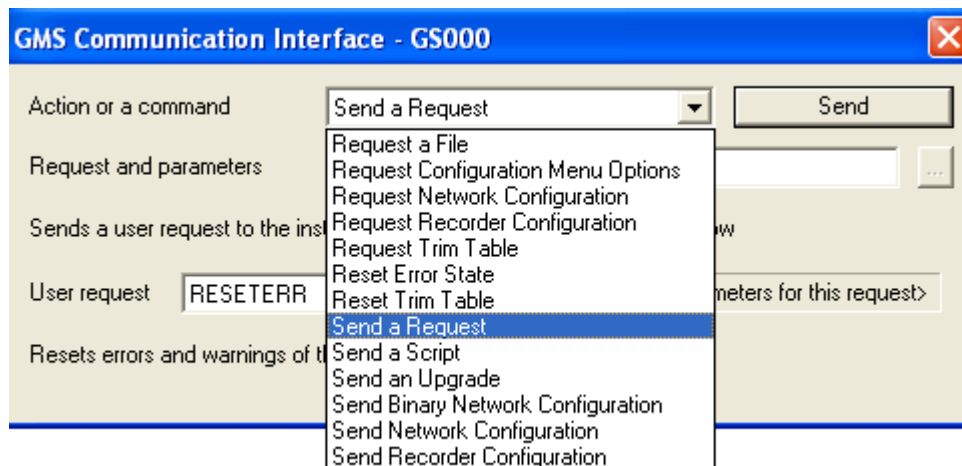 GMS Communication Interface - GS000
Action or a command
Send a Request
Send
Request a File
Request and parameters
Request Configuration Menu Options
...
Request Network Configuration
Sends a user request to the inst
Request Recorder Configuration
ow
Request Trim Table
Reset Error State
User request
RESETERR
Reset Trim Table
meters for this request>
Send a Request
Resets errors and warnings of t
Send a Script
Send an Upgrade
Send Binary Network Configuration
Send Network Configuration
Send Recorder Configuration